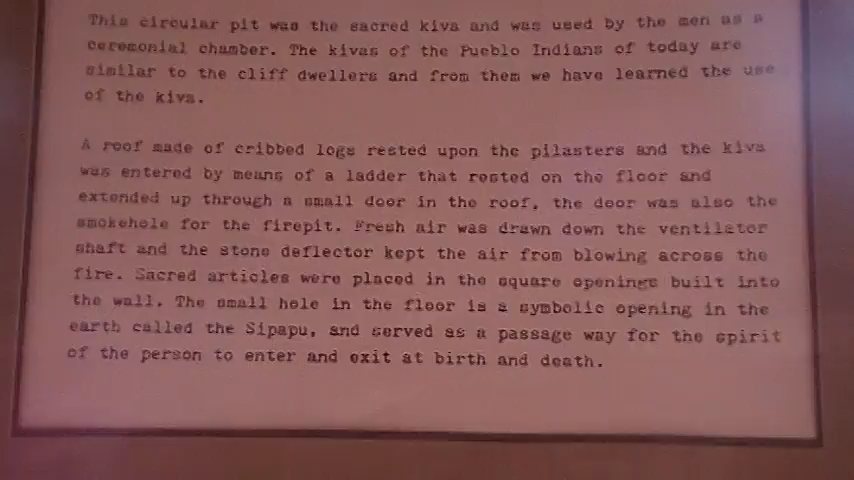 This circular pit was the sacred kiva and was used by the men as a
ceremonial chamber. The kivas of the Pueblo Indians of today are
similar to the cliff dwellers and from them we have learned the use
of the kiva.
A roof made of cribbed logs rested upon the pilasters and the kiva
was entered by means of a ladder that rested on the floor and
extended up through a small door in the roof, the door was also the
smokehole for the firepit. Fresh air was drawn down the ventilator
shaft and the stone deflector kept the air from blowing across the
fire. Sacred articles were placed in the square openings built into
the wall. The small hole in the floor is a symbolic opening in the
earth called the Sipapu, and served as a passage way for the spirit
of the person to enter and exit at birth and death.